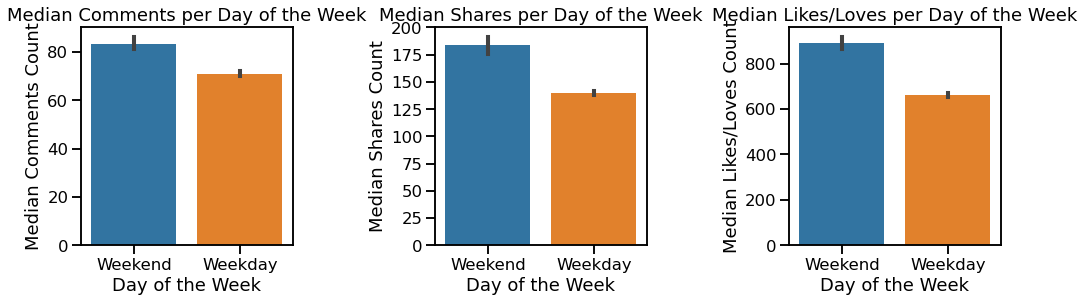 Median Comments per Day of the Week
Median Comments Count
80
60
40
20
0
Weekend Weekday
Day of the Week
Median Shares per Day of the Week
Median Shares Count
200
175
150
125
100
75
50
25
0
Weekend Weekday
Day of the Week
Median Likes/Loves per Day of the Week
Median Likes/Loves Count
800
600
400
200
0
Weekend Weekday
Day of the Week